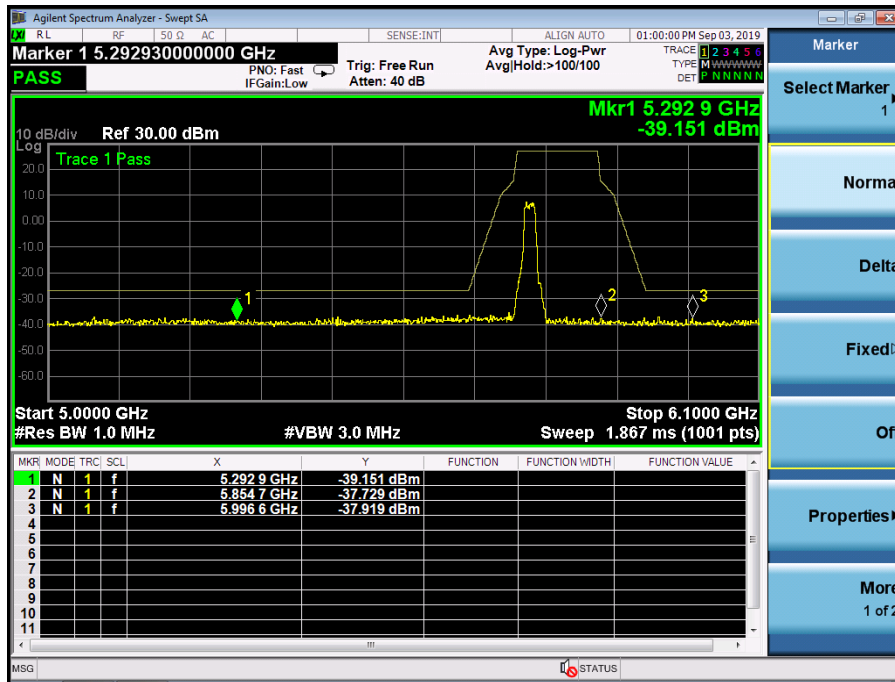 Agilent Spectrum Analyzer - Swept SA
LXI RL RF 50 Ω AC SENSE:INT ALIGN AUTO 01:00:00 PM Sep 03, 2019
Marker 1 5.292930000000 GHz
PASS
PNO: Fast
IFGain:Low
Trig: Free Run
Atten: 40 dB
Avg Type: Log-Pwr
Avg|Hold:>100/100
TRACE 1 2 3 4 5 6
TYPE M W W W W W
DET P N N N N N
Mkr1 5.292 9 GHz
-39.151 dBm
10 dB/div Ref 30.00 dBm
Log
Trace 1 Pass
20.0
10.0
0.00
-10.0
-20.0
-30.0
-40.0
-50.0
-60.0
1
2
3
Start 5.0000 GHz Stop 6.1000 GHz
#Res BW 1.0 MHz #VBW 3.0 MHz Sweep 1.867 ms (1001 pts)
MKR MODE TRC SCL X Y FUNCTION FUNCTION WIDTH FUNCTION VALUE
1 N 1 f 5.292 9 GHz -39.151 dBm
2 N 1 f 5.854 7 GHz -37.729 dBm
3 N 1 f 5.996 6 GHz -37.919 dBm
4
5
6
7
8
9
10
11
MSG STATUS
Marker
Select Marker
1
Norma
Delta
Fixed
Of
Properties
More
1 of 2